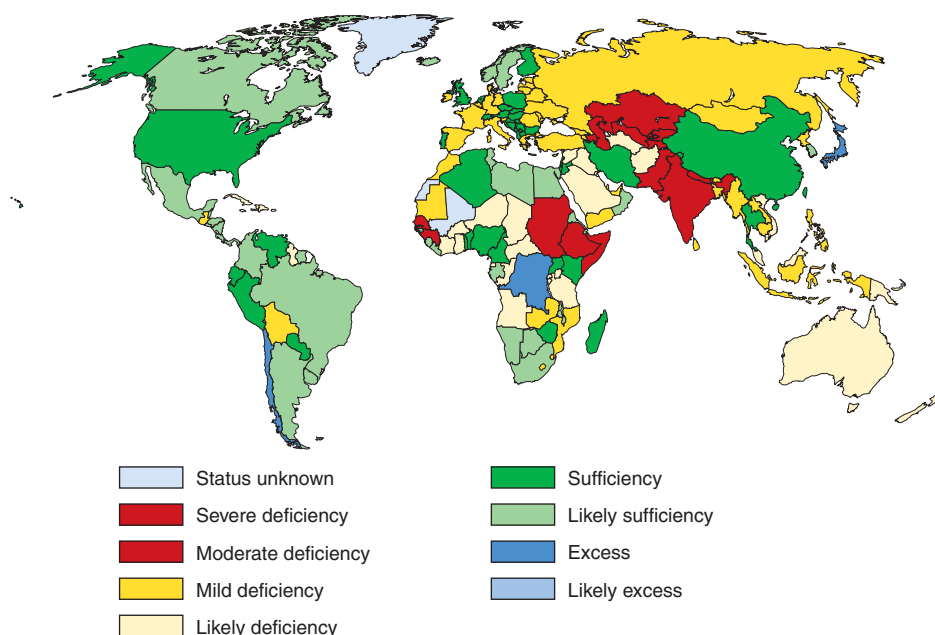 Status unknown
Severe deficiency
Moderate deficiency
Mild deficiency
Likely deficiency
Sufficiency
Likely sufficiency
Excess
Likely excess